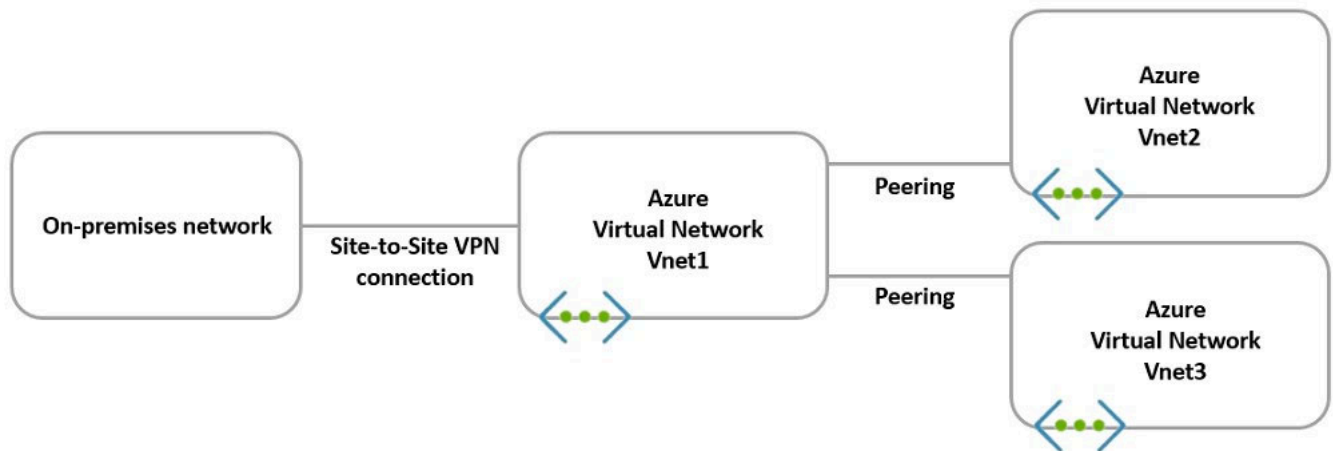 On-premises network
Site-to-Site VPN
connection
Azure
Virtual Network
Vnet1
Peering
Peering
Azure
Virtual Network
Vnet2
Azure
Virtual Network
Vnet3